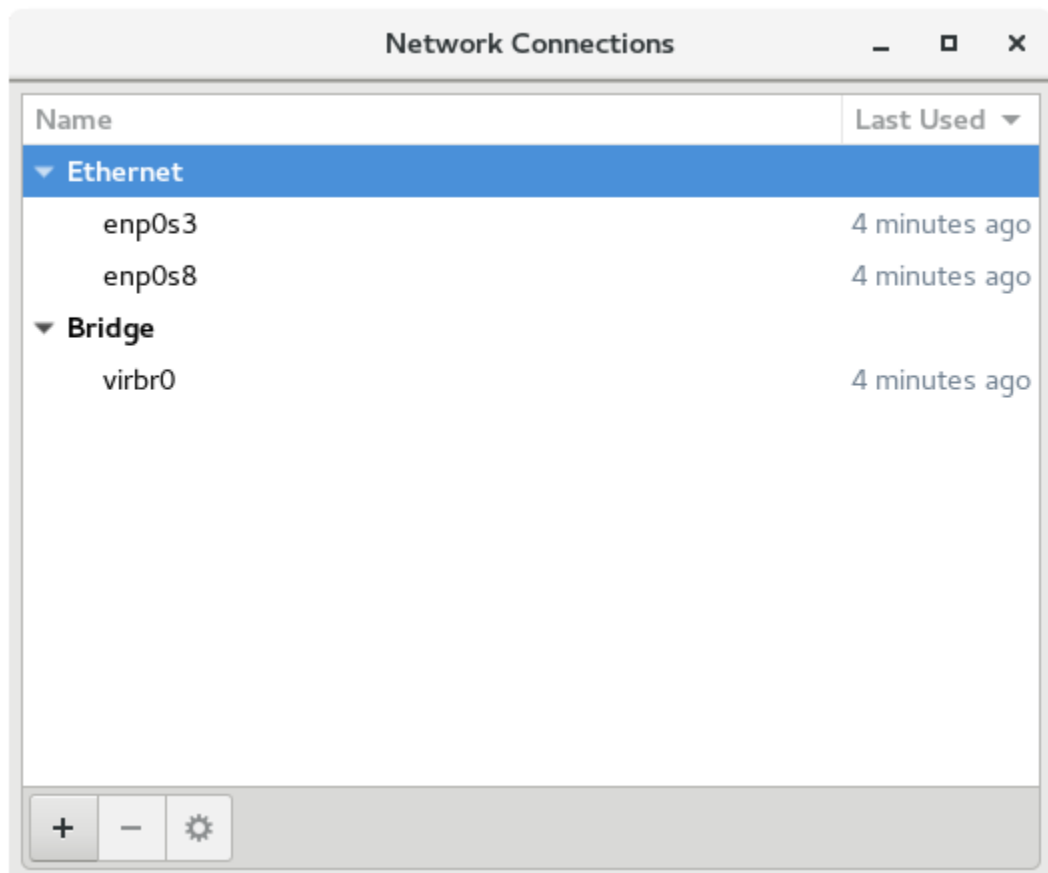 Network Connections
Name Last Used
Ethernet
enp0s3 4 minutes ago
enp0s8 4 minutes ago
Bridge
virbr0 4 minutes ago